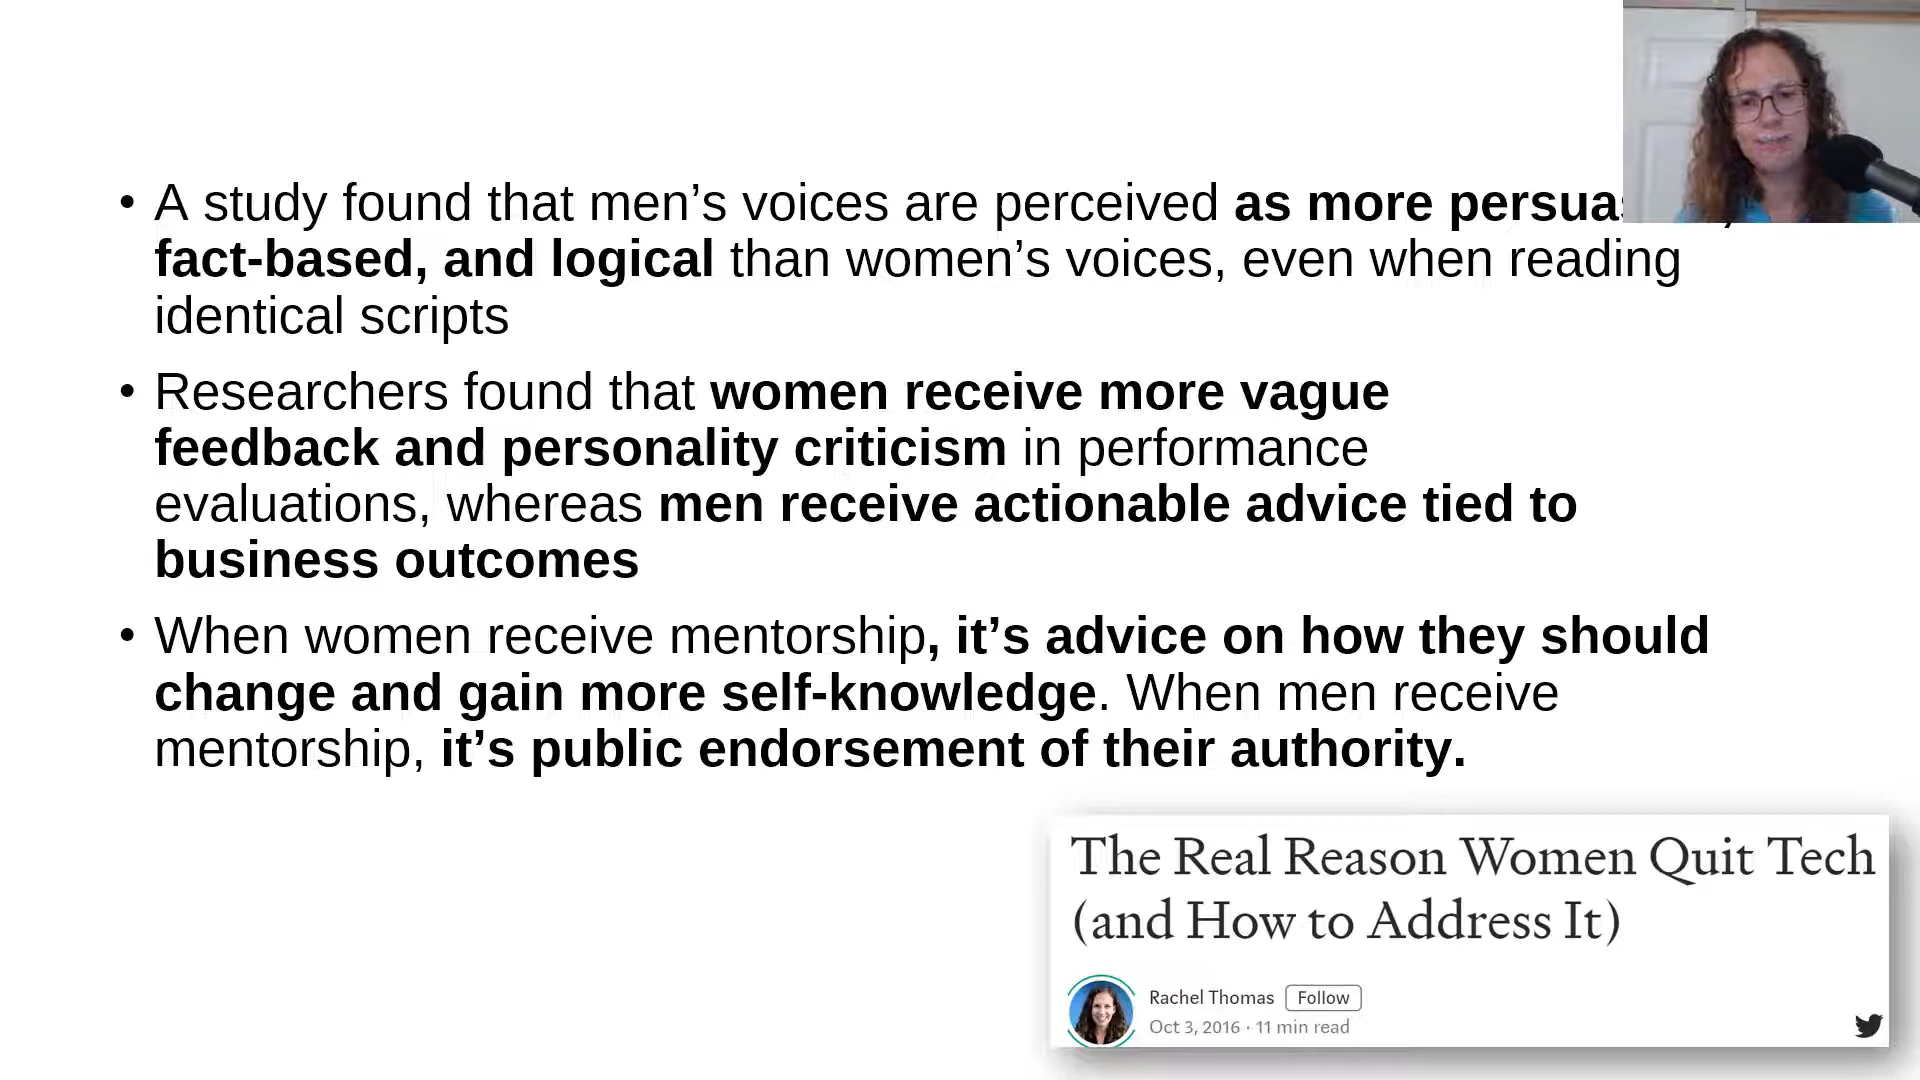 • A study found that men’s voices are perceived as more
fact-based, and logical than women’s voices, even when reading
identical scripts
• Researchers found that women receive more vague
feedback and personality criticism in performance
evaluations, whereas men receive actionable advice tied to
business outcomes
• When women receive mentorship, it’s advice on how they should
change and gain more self-knowledge. When men receive
mentorship, it’s public endorsement of their authority.
The Real Reason Women Quit Tech
(and How to Address It)
Rachel Thomas Follow
Oct 3, 2016 · 11 min read